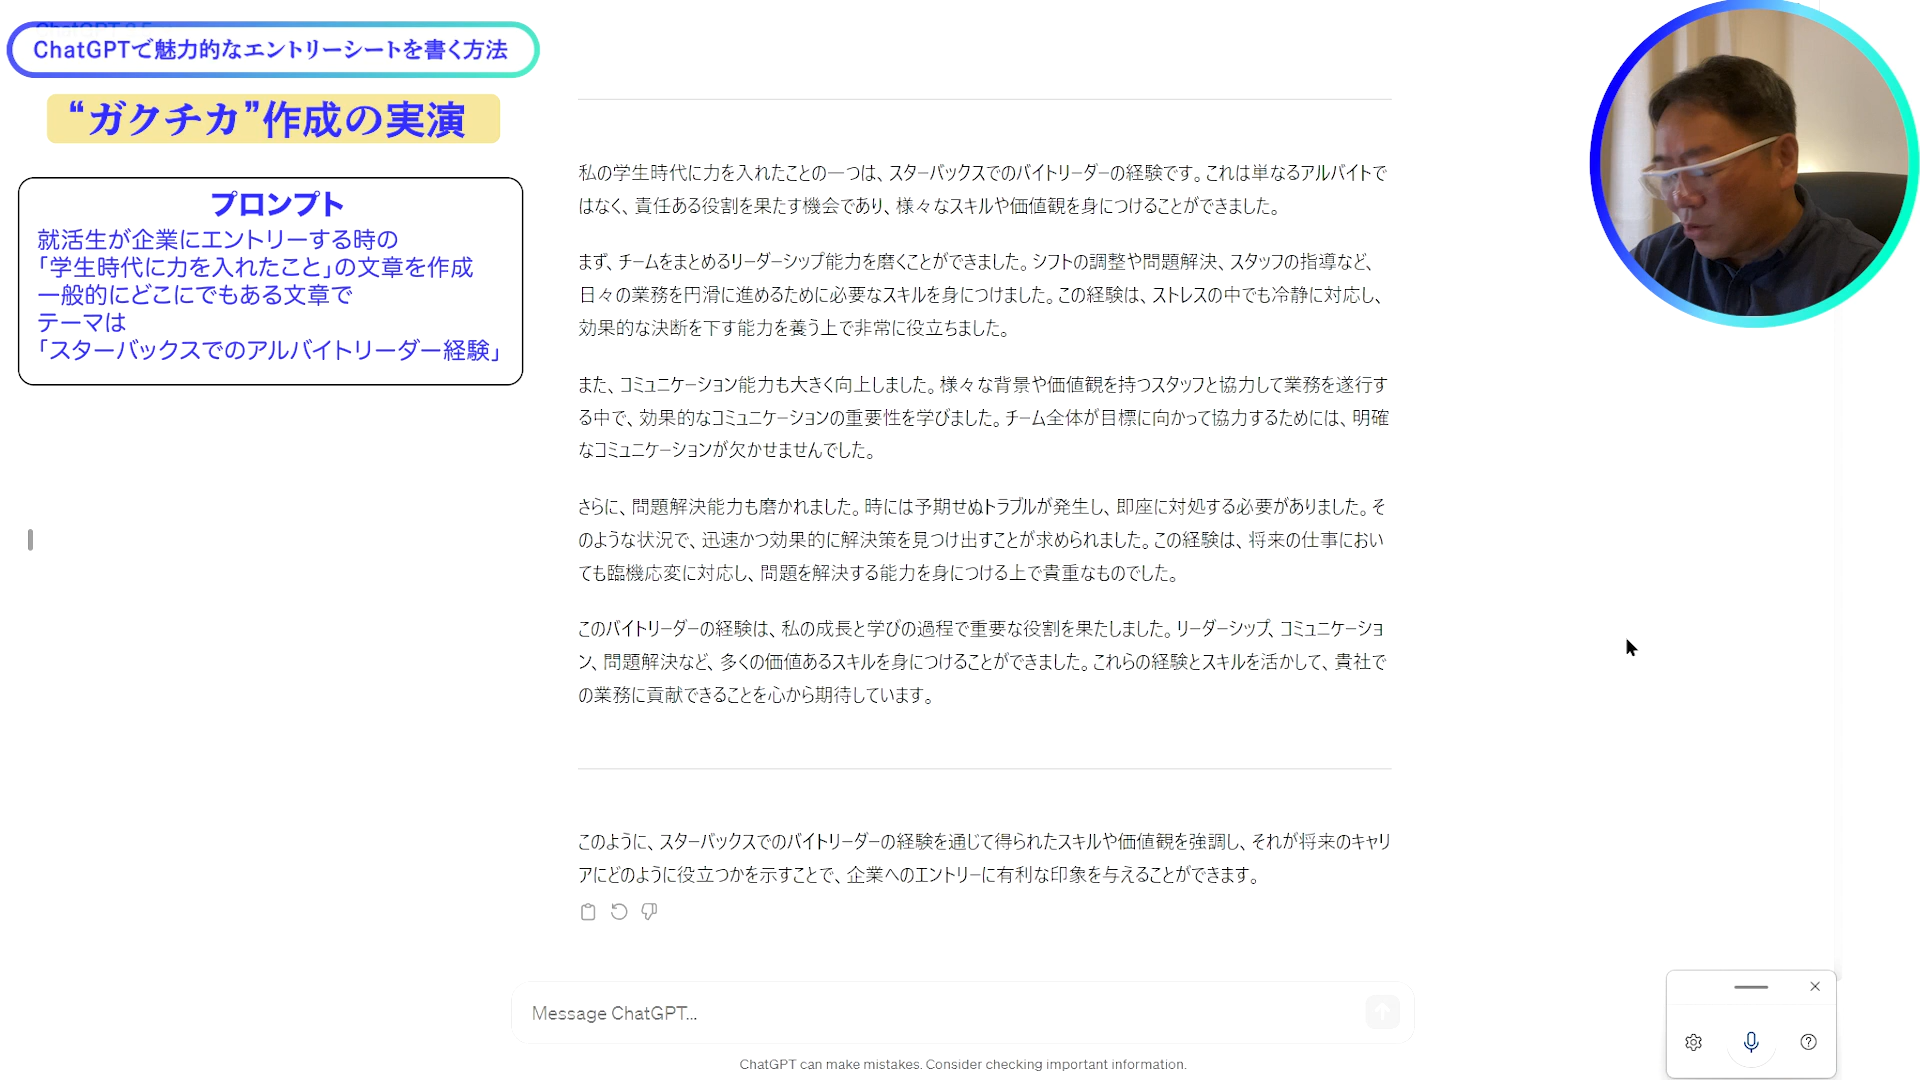 ChatGPTで魅力的なエントリーシートを書く方法
“ガクチカ”作成の実演
プロンプト
就活生が企業にエントリーする時の
「学生時代に力を入れたこと」の文章を作成
一般的にどこにでもある文章で
テーマは
「スターバックスでのアルバイトリーダー経験」
私の学生時代に力を入れたことの一つは、スターバックスでのバイトリーダーの経験です。これは単なるアルバイトで
はなく、責任ある役割を果たす機会であり、様々なスキルや価値観を身につけることができました。
まず、チームをまとめるリーダーシップ能力を磨くことができました。シフトの調整や問題解決、スタッフの指導など、
日々の業務を円滑に進めるために必要なスキルを身につけました。この経験は、ストレスの中でも冷静に対応し、
効果的な決断を下す能力を養う上で非常に役立ちました。
また、コミュニケーション能力も大きく向上しました。様々な背景や価値観を持つスタッフと協力して業務を遂行す
る中で、効果的なコミュニケーションの重要性を学びました。チーム全体が目標に向かって協力するためには、明確
なコミュニケーションが欠かせませんでした。
さらに、問題解決能力も磨かれました。時には予期せぬトラブルが発生し、即座に対処する必要がありました。そ
のような状況で、迅速かつ効果的に解決策を見つけ出すことが求められました。この経験は、将来の仕事におい
ても臨機応変に対応し、問題を解決する能力を身につける上で貴重なものでした。
このバイトリーダーの経験は、私の成長と学びの過程で重要な役割を果たしました。リーダーシップ、コミュニケーショ
ン、問題解決など、多くの価値あるスキルを身につけることができました。これらの経験とスキルを活かして、貴社で
の業務に貢献できることを心から期待しています。
このように、スターバックスでのバイトリーダーの経験を通じて得られたスキルや価値観を強調し、それが将来のキャリ
アにどのように役立つかを示すことで、企業へのエントリーに有利な印象を与えることができます。
Message ChatGPT...
ChatGPT can make mistakes. Consider checking important information.